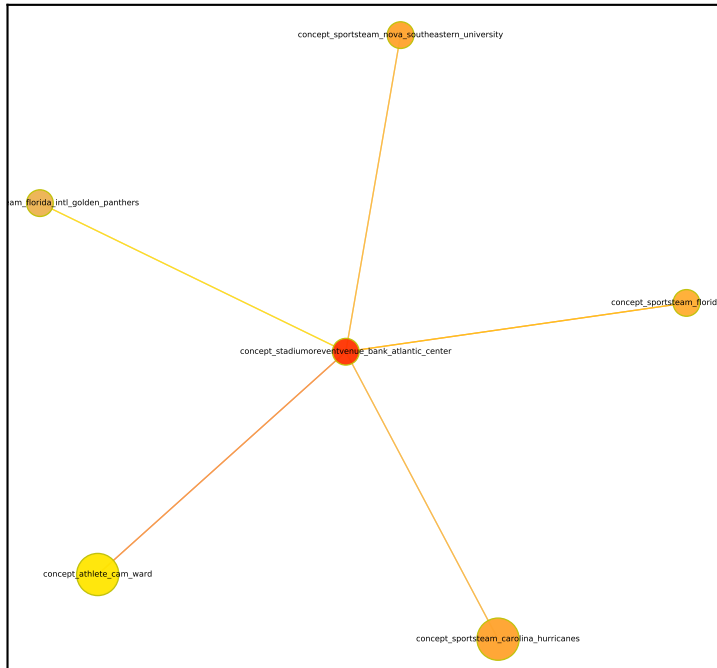 concept_sportsteam_nova_southeastern_university
am_florida_intl_golden_panthers
concept_sportsteam_florid
concept_stadiumoreventvenue_bank_atlantic_center
concept_athlete_cam_ward
concept_sportsteam_carolina_hurricanes